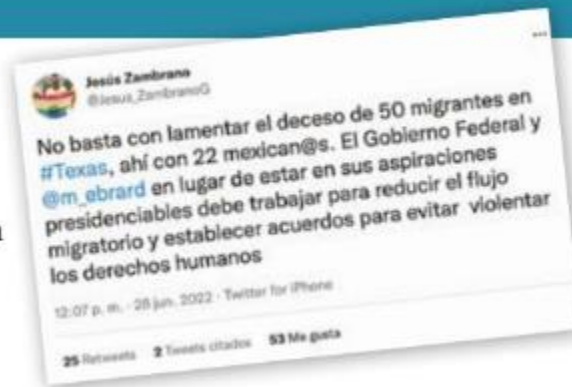 Jesús Zambrano
@Jesus_ZambranoG
No basta con lamentar el deceso de 50 migrantes en
#Texas, ahí con 22 mexican@s. El Gobierno Federal y
@m_ebrard en lugar de estar en sus aspiraciones
presidenciables debe trabajar para reducir el flujo
migratorio y establecer acuerdos para evitar violentar
los derechos humanos
12:07 p. m. · 28 jun. 2022 · Twitter for iPhone
25 Retweets 2 Tweets citados 53 Me gusta